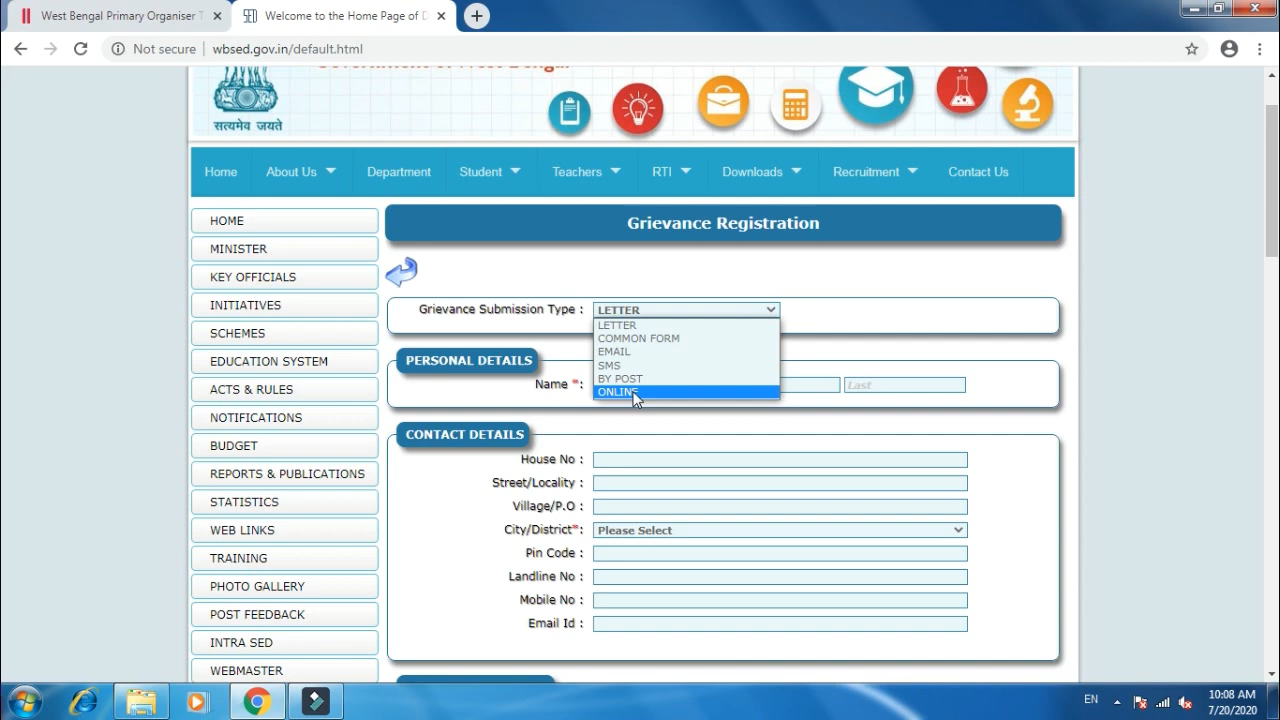 West Bengal Primary Organiser T
Welcome to the Home Page of D
Not secure | wbsed.gov.in/default.html
सत्यमेव जयते
Home About Us Department Student Teachers RTI Downloads Recruitment Contact Us
HOME
MINISTER
KEY OFFICIALS
INITIATIVES
SCHEMES
EDUCATION SYSTEM
ACTS & RULES
NOTIFICATIONS
BUDGET
REPORTS & PUBLICATIONS
STATISTICS
WEB LINKS
TRAINING
PHOTO GALLERY
POST FEEDBACK
INTRA SED
WEBMASTER
Grievance Registration
Grievance Submission Type : LETTER
LETTER
COMMON FORM
EMAIL
SMS
BY POST
ONLINE
PERSONAL DETAILS
Name *: Last
CONTACT DETAILS
House No :
Street/Locality :
Village/P.O :
City/District*: Please Select
Pin Code :
Landline No :
Mobile No :
Email Id :
EN
10:08 AM
7/20/2020